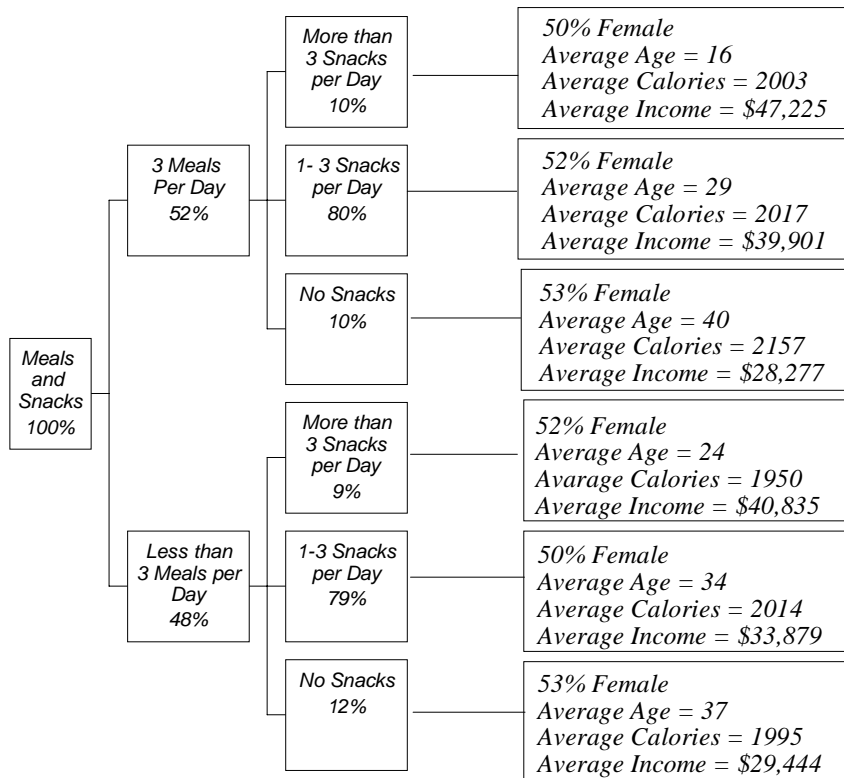 Meals
and
Snacks
100%
3 Meals
Per Day
52%
More than
3 Snacks
per Day
10%
50% Female
Average Age = 16
Average Calories = 2003
Average Income = $47,225
1- 3 Snacks
per Day
80%
52% Female
Average Age = 29
Average Calories = 2017
Average Income = $39,901
No Snacks
10%
53% Female
Average Age = 40
Average Calories = 2157
Average Income = $28,277
Less than
3 Meals per
Day
48%
More than
3 Snacks
per Day
9%
52% Female
Average Age = 24
Avarage Calories = 1950
Average Income = $40,835
1-3 Snacks
per Day
79%
50% Female
Average Age = 34
Average Calories = 2014
Average Income = $33,879
No Snacks
12%
53% Female
Average Age = 37
Average Calories = 1995
Average Income = $29,444